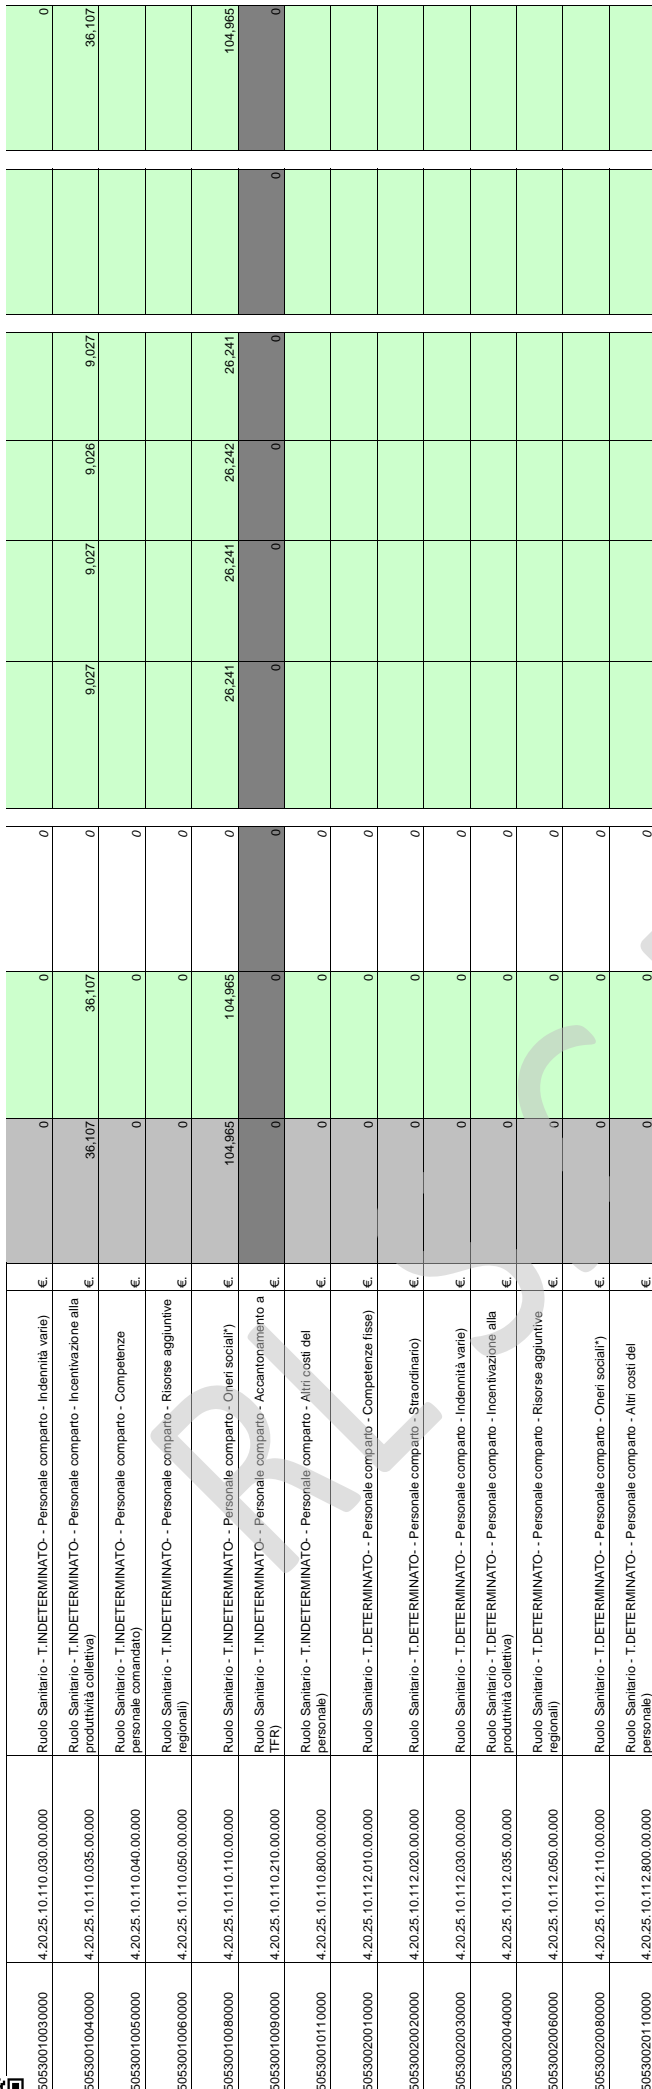 50530010030000 4.20.25.10.110.030.00.000 Ruolo Sanitario - T.INDETERMINATO- - Personale comparto - Indennità varie) €. 0 0 0 0
50530010040000 4.20.25.10.110.035.00.000 Ruolo Sanitario - T.INDETERMINATO- - Personale comparto - Incentivazione alla
produttività collettiva) €. 36,107 36,107 0 9,027 9,027 9,026 9,027 36,107
50530010050000 4.20.25.10.110.040.00.000 Ruolo Sanitario - T.INDETERMINATO- - Personale comparto - Competenze
personale comandato) €. 0 0 0
50530010060000 4.20.25.10.110.050.00.000 Ruolo Sanitario - T.INDETERMINATO- - Personale comparto - Risorse aggiuntive
regionali) €. 0 0 0
50530010080000 4.20.25.10.110.110.00.000 Ruolo Sanitario - T.INDETERMINATO- - Personale comparto - Oneri sociali*) €. 104,965 104,965 0 26,241 26,241 26,242 26,241 104,965
50530010090000 4.20.25.10.110.210.00.000 Ruolo Sanitario - T.INDETERMINATO- - Personale comparto - Accantonamento a
TFR) €. 0 0 0 0 0 0 0 0 0
50530010110000 4.20.25.10.110.800.00.000 Ruolo Sanitario - T.INDETERMINATO- - Personale comparto - Altri costi del
personale) €. 0 0 0
50530020010000 4.20.25.10.112.010.00.000 Ruolo Sanitario - T.DETERMINATO- - Personale comparto - Competenze fisse) €. 0 0 0
50530020020000 4.20.25.10.112.020.00.000 Ruolo Sanitario - T.DETERMINATO- - Personale comparto - Straordinario) €. 0 0 0
50530020030000 4.20.25.10.112.030.00.000 Ruolo Sanitario - T.DETERMINATO- - Personale comparto - Indennità varie) €. 0 0 0
50530020040000 4.20.25.10.112.035.00.000 Ruolo Sanitario - T.DETERMINATO- - Personale comparto - Incentivazione alla
produttività collettiva) €. 0 0 0
50530020060000 4.20.25.10.112.050.00.000 Ruolo Sanitario - T.DETERMINATO- - Personale comparto - Risorse aggiuntive
regionali) €. 0 0 0
50530020080000 4.20.25.10.112.110.00.000 Ruolo Sanitario - T.DETERMINATO- - Personale comparto - Oneri sociali*) €. 0 0 0
50530020110000 4.20.25.10.112.800.00.000 Ruolo Sanitario - T.DETERMINATO- - Personale comparto - Altri costi del
personale) €. 0 0 0
RL S.